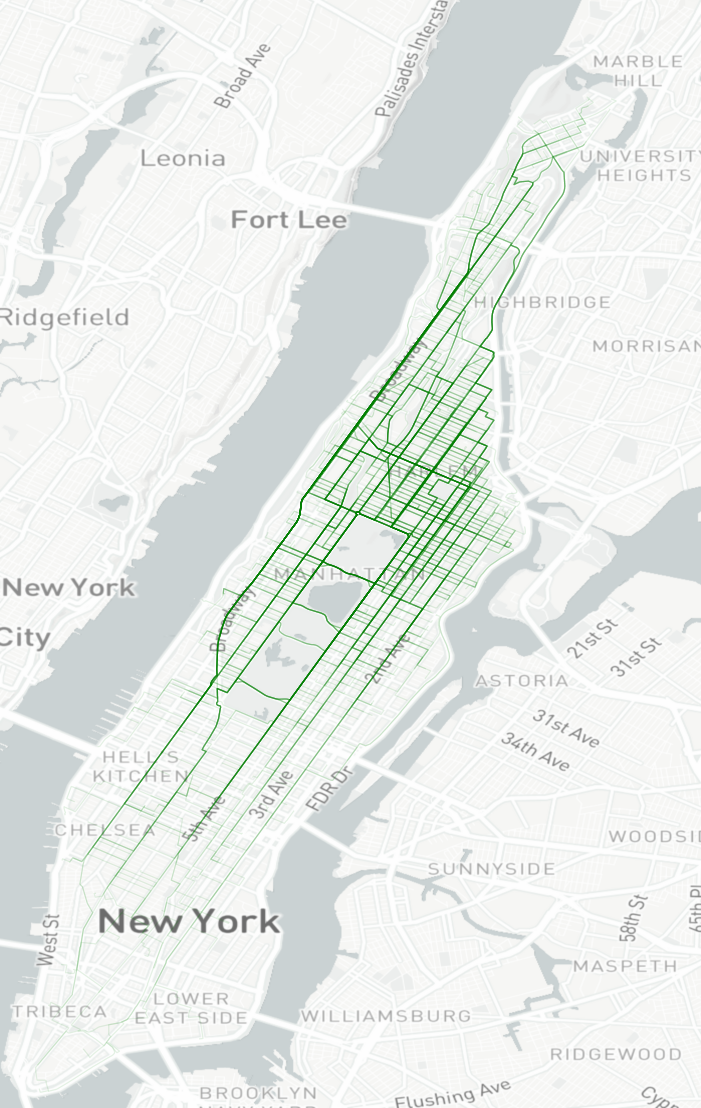 Palisades Intersta
Broad Ave
MARBLE
HILL
Leonia
UNIVERSITY
HEIGHTS
Fort Lee
HIGHBRIDGE
Ridgefield
MORRISAN
Broadway
HARLEM
MANHATTAN
New York
City
Broadway
21st St
31st St
2nd Ave
ASTORIA
31st Ave
34th Ave
HELL'S
KITCHEN
3rd Ave
FDR Dr
5th Ave
CHELSEA
WOODSID
SUNNYSIDE
58th St
65th Pl
New York
West St
MASPETH
LOWER
EAST SIDE
TRIBECA
WILLIAMSBURG
RIDGEWOOD
BROOKLYN
NAVY YARD
Flushing Ave
Cypr